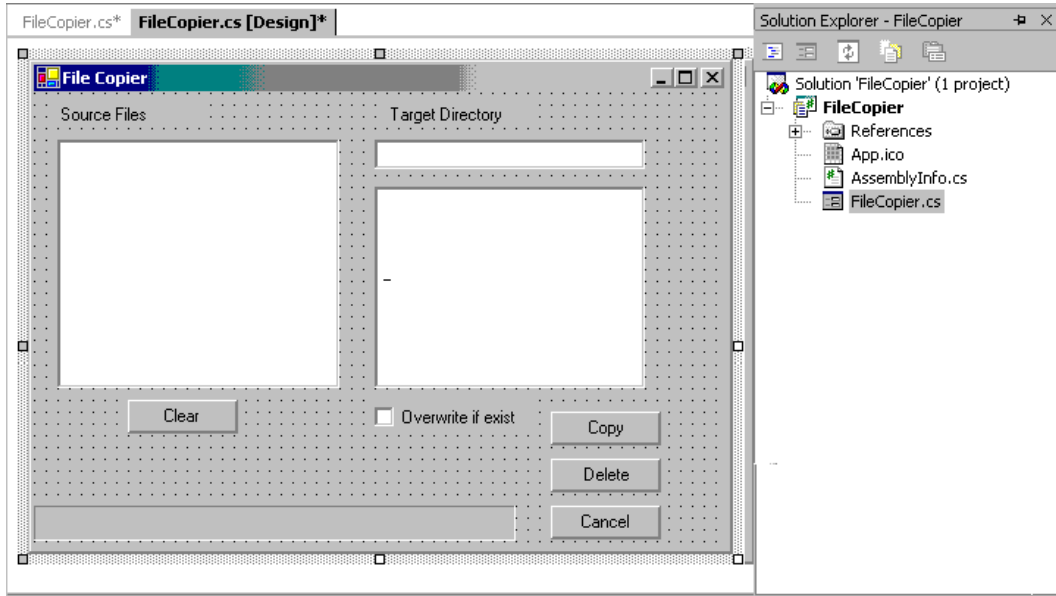 FileCopier.cs* FileCopier.cs [Design]*
File Copier
Source Files Target Directory
Clear
Overwrite if exist
Copy
Delete
Cancel
Solution Explorer - FileCopier
Solution 'FileCopier' (1 project)
FileCopier
References
App.ico
AssemblyInfo.cs
FileCopier.cs